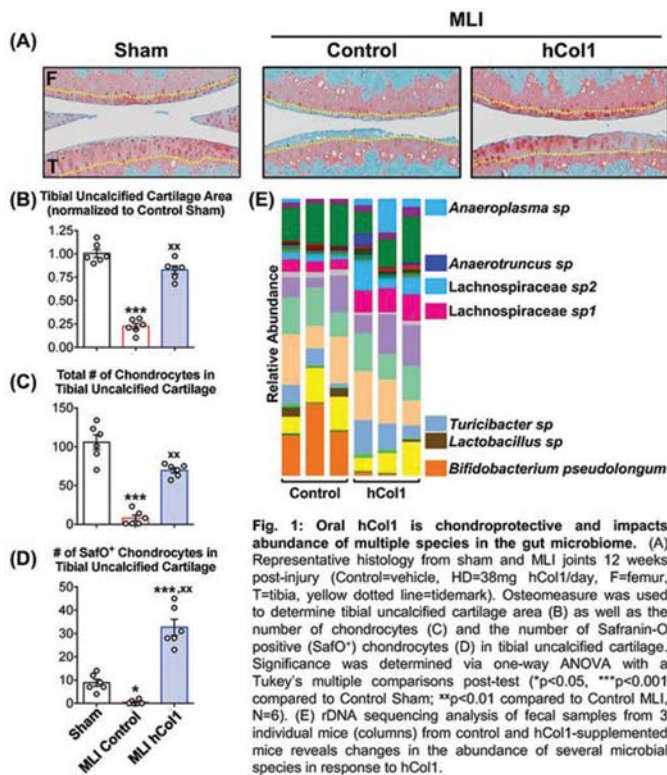 MLI
(A)
Sham
Control
hCol1
F
T
(B)
Tibial Uncalcified Cartilage Area
(normalized to Control Sham)
1.25
1.00
0.75
0.50
0.25
0.00
***
xx
(C)
Total # of Chondrocytes in
Tibial Uncalcified Cartilage
150
100
50
0
***
xx
(D)
# of SafO⁺ Chondrocytes in
Tibial Uncalcified Cartilage
50
40
30
20
10
0
*
***,xx
Sham
MLI Control
MLI hCol1
(E)
Relative Abundance
Anaeroplasma sp
Anaerotruncus sp
Lachnospiraceae sp2
Lachnospiraceae sp1
Turicibacter sp
Lactobacillus sp
Bifidobacterium pseudolongum
Control
hCol1
Fig. 1: Oral hCol1 is chondroprotective and impacts
abundance of multiple species in the gut microbiome. (A)
Representative histology from sham and MLI joints 12 weeks
post-injury (Control=vehicle, HD=38mg hCol1/day, F=femur,
T=tibia, yellow dotted line=tidemark). Osteomeasure was used
to determine tibial uncalcified cartilage area (B) as well as the
number of chondrocytes (C) and the number of Safranin-O
positive (SafO⁺) chondrocytes (D) in tibial uncalcified cartilage.
Significance was determined via one-way ANOVA with a
Tukey's multiple comparisons post-test (*p<0.05, ***p<0.001
compared to Control Sham; ˣˣp<0.01 compared to Control MLI,
N=6). (E) rDNA sequencing analysis of fecal samples from 3
individual mice (columns) from control and hCol1-supplemented
mice reveals changes in the abundance of several microbial
species in response to hCol1.